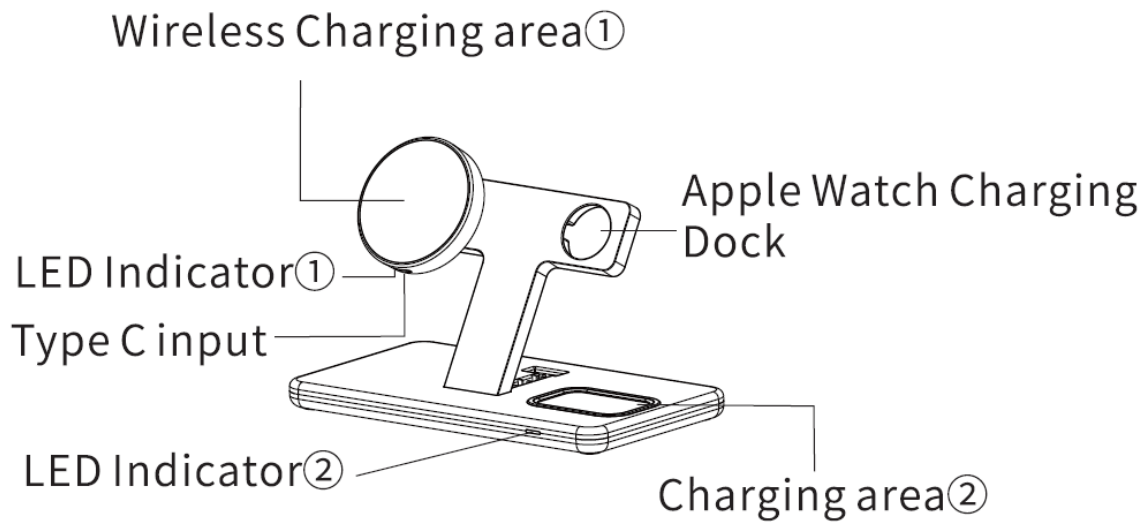 Wireless Charging area①
Apple Watch Charging
Dock
LED Indicator①
Type C input
LED Indicator②
Charging area②